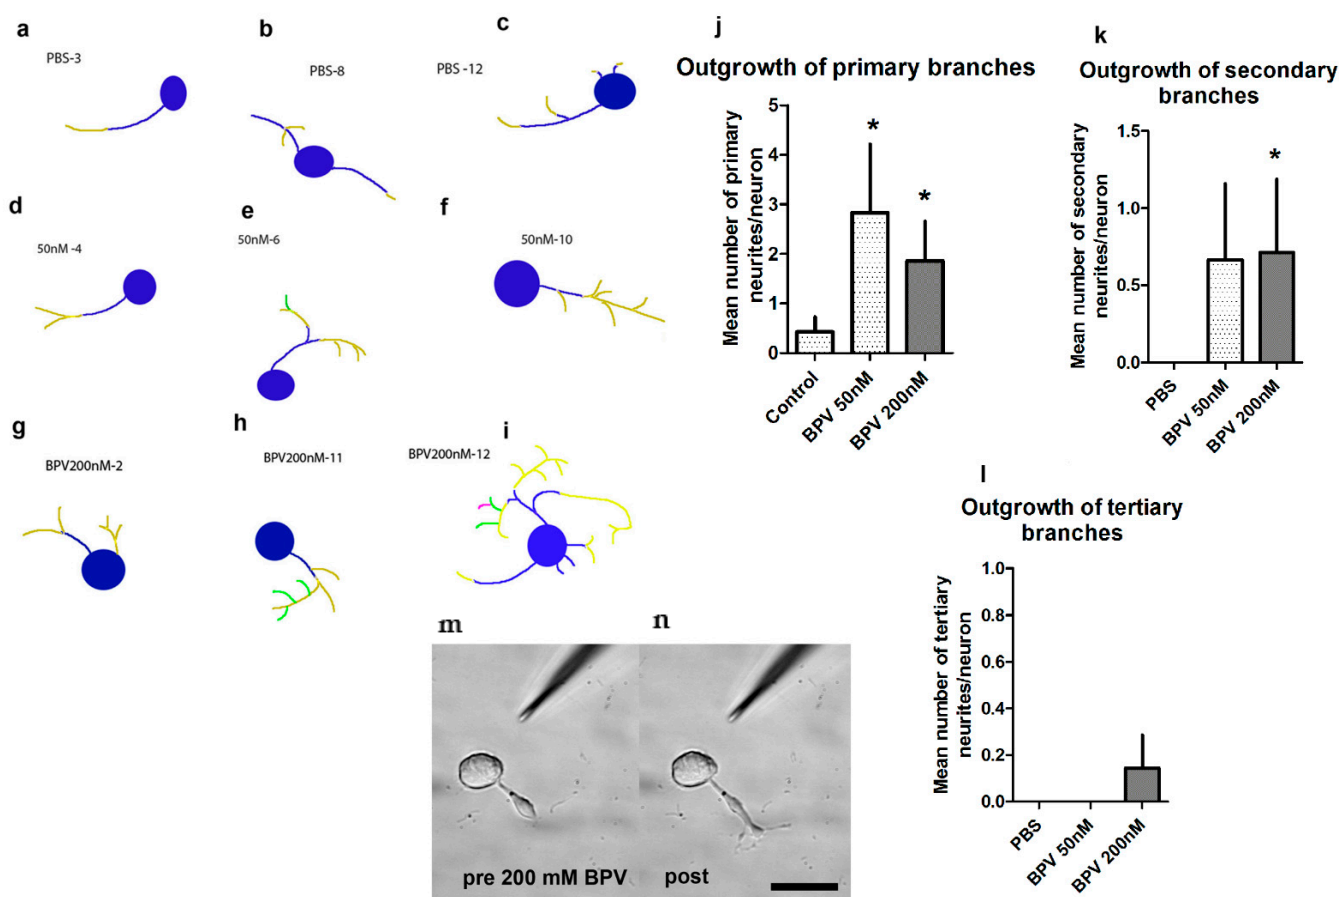 a
PBS-3
b
PBS-8
c
PBS -12
d
50nM -4
e
50nM-6
f
50nM-10
g
BPV200nM-2
h
BPV200nM-11
i
BPV200nM-12
j
Outgrowth of primary branches
Mean number of primary
neurites/neuron
5
4
3
2
1
0
*
*
Control
BPV 50nM
BPV 200nM
k
Outgrowth of secondary
branches
Mean number of secondary
neurites/neuron
1.5
1.0
0.5
0.0
*
PBS
BPV 50nM
BPV 200nM
l
Outgrowth of tertiary
branches
Mean number of tertiary
neurites/neuron
1.0
0.8
0.6
0.4
0.2
0.0
PBS
BPV 50nM
BPV 200nM
m
pre 200 mM BPV
n
post